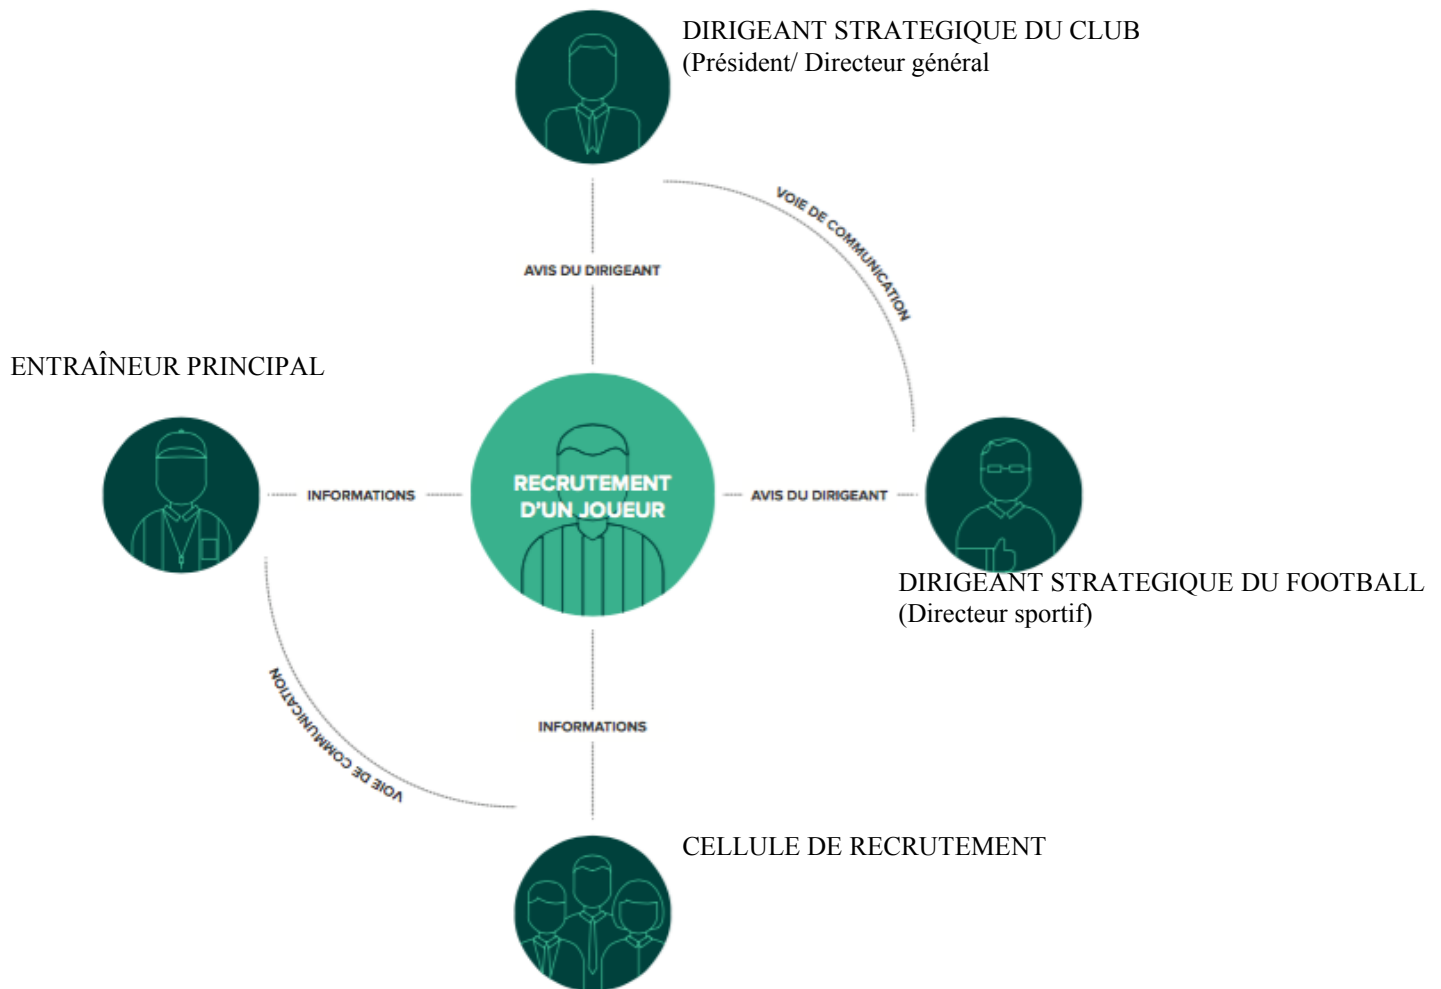 DIRIGEANT STRATEGIQUE DU CLUB
(Président/ Directeur général
VOIE DE COMMUNICATION
AVIS DU DIRIGEANT
ENTRAÎNEUR PRINCIPAL
INFORMATIONS
RECRUTEMENT
D'UN JOUEUR
AVIS DU DIRIGEANT
DIRIGEANT STRATEGIQUE DU FOOTBALL
(Directeur sportif)
VOIE DE COMMUNICATION
INFORMATIONS
CELLULE DE RECRUTEMENT